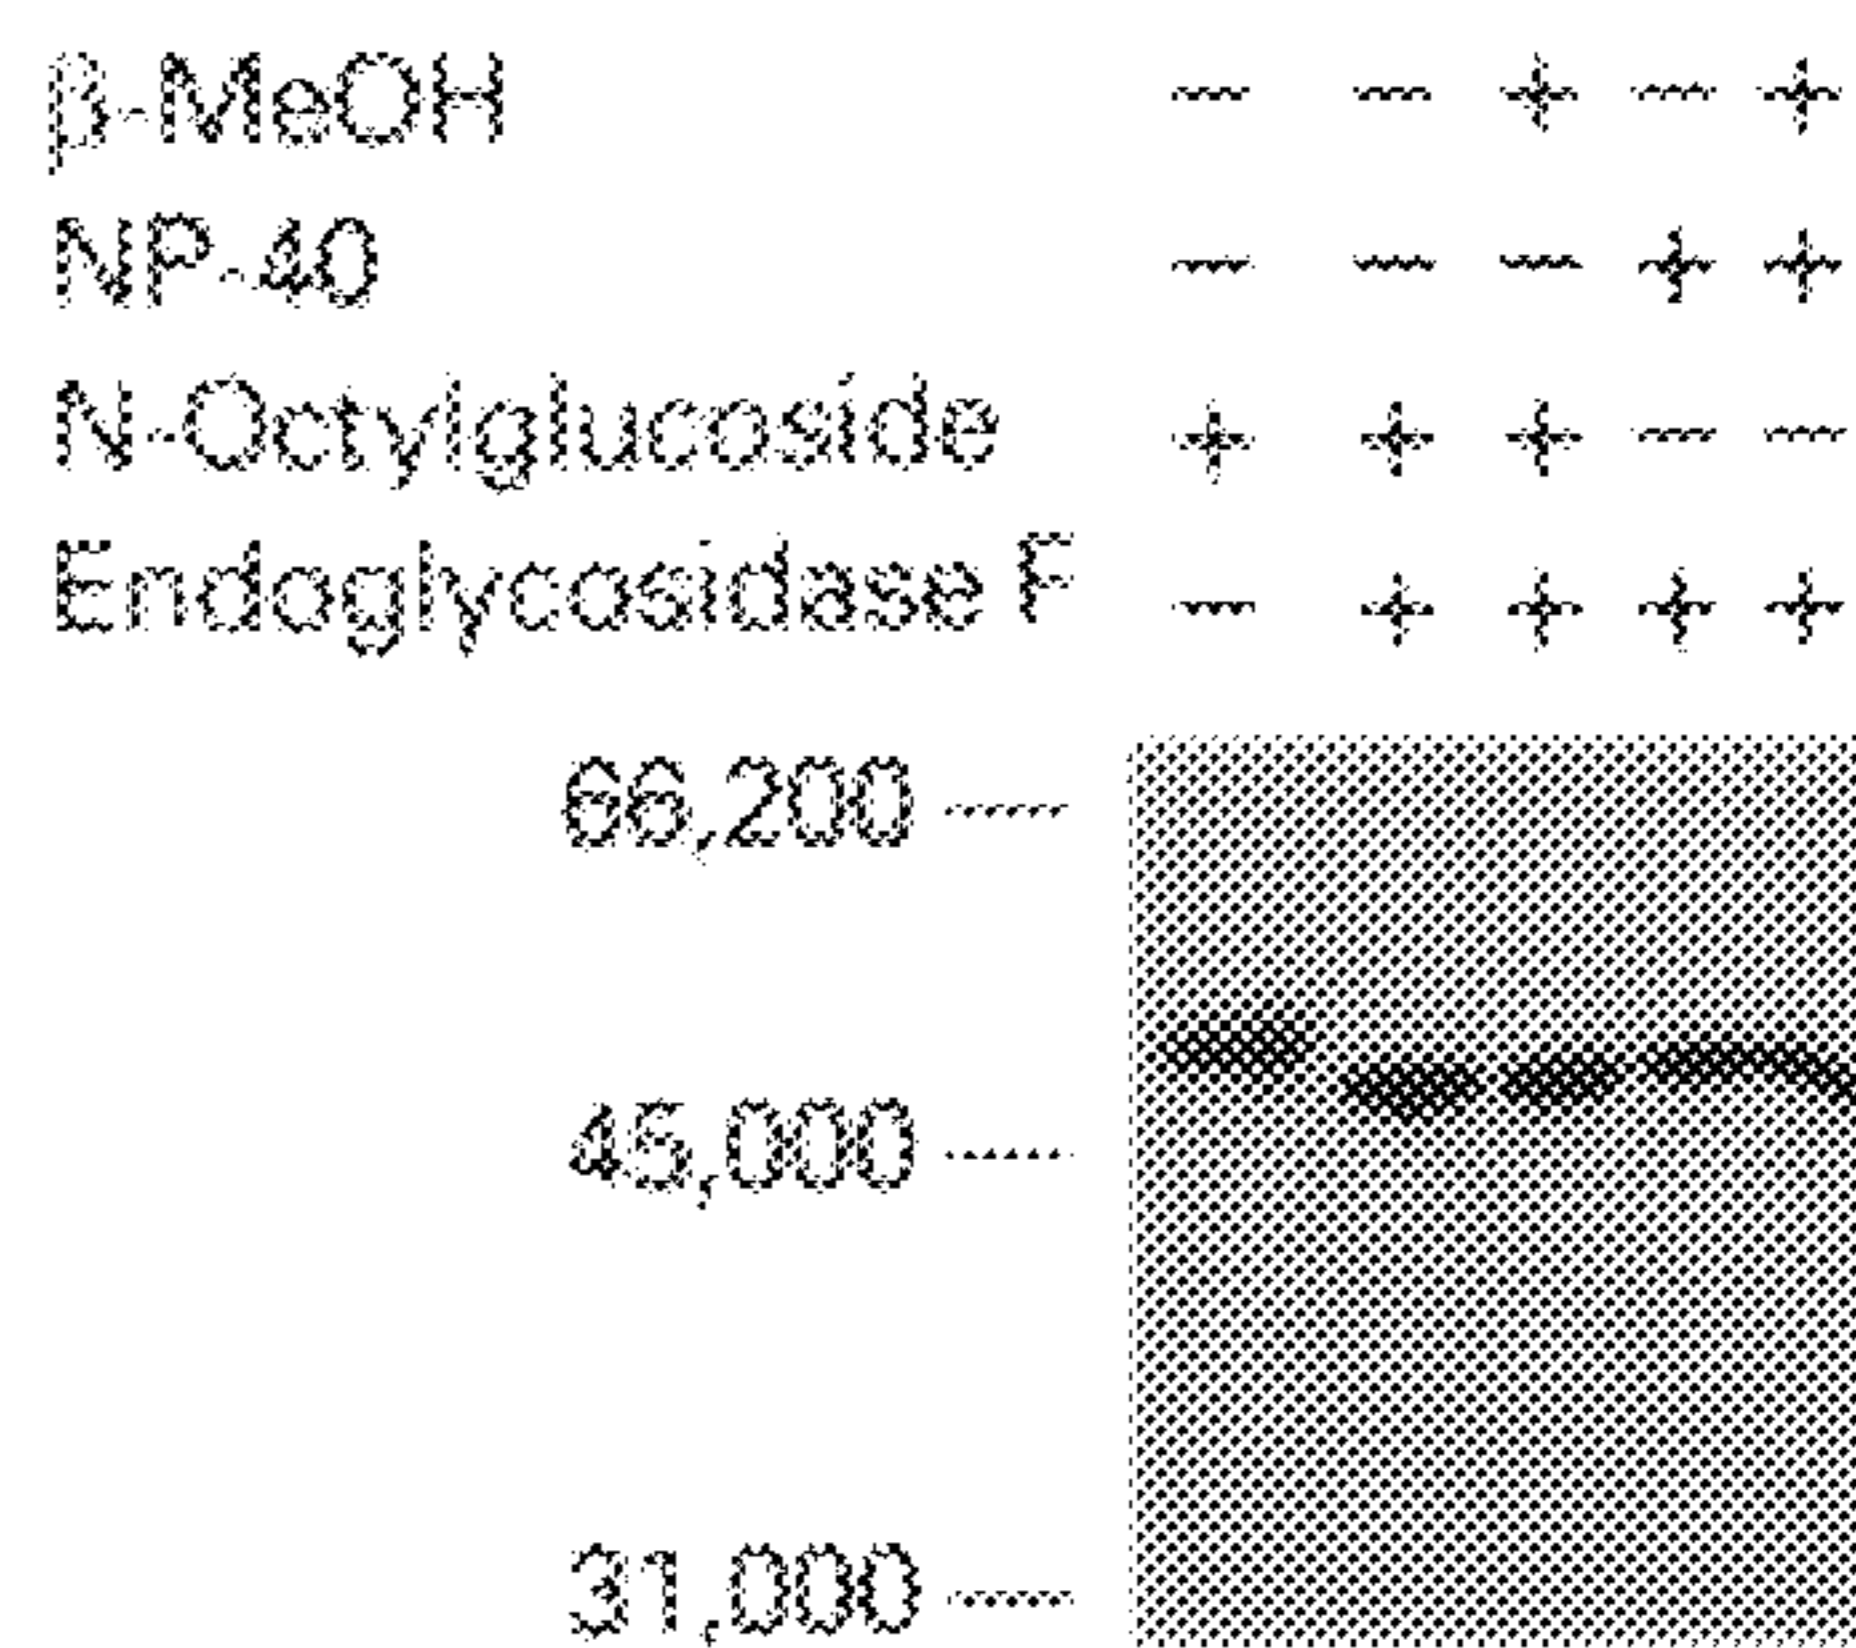 β-MeOH – – + – +
NP-40 – – – + +
N-Octylglucoside + + + – –
Endoglycosidase F – + + + +
66,200 —
45,000 —
31,000 —